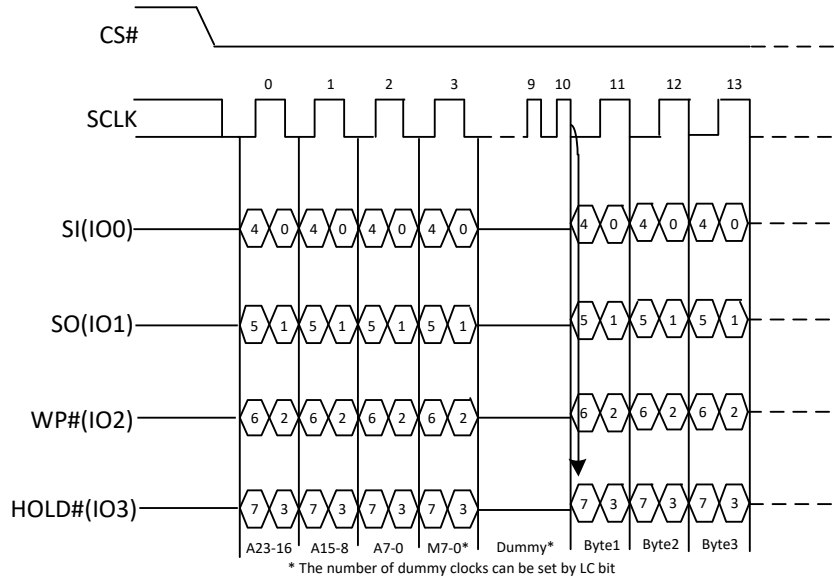 CS#
0 1 2 3 9 10 11 12 13
SCLK
SI(IO0) 4 0 4 0 4 0 4 0 4 0 4 0 4 0
SO(IO1) 5 1 5 1 5 1 5 1 5 1 5 1 5 1
WP#(IO2) 6 2 6 2 6 2 6 2 6 2 6 2 6 2
HOLD#(IO3) 7 3 7 3 7 3 7 3 7 3 7 3 7 3
A23-16 A15-8 A7-0 M7-0* Dummy* Byte1 Byte2 Byte3
* The number of dummy clocks can be set by LC bit